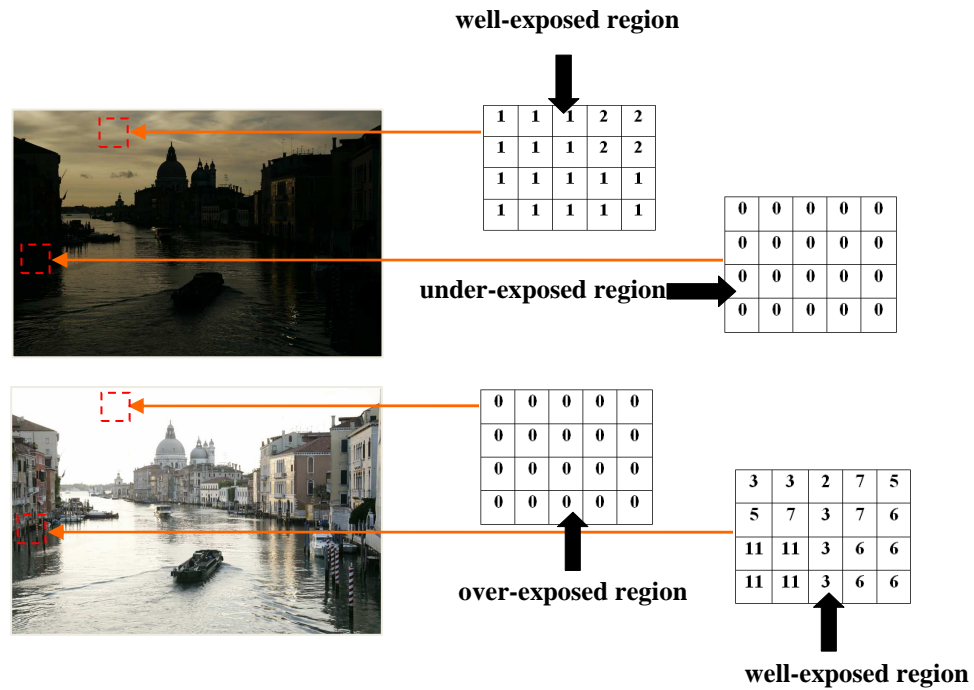 well-exposed region
1 1 1 2 2
1 1 1 2 2
1 1 1 1 1
1 1 1 1 1
0 0 0 0 0
0 0 0 0 0
0 0 0 0 0
0 0 0 0 0
under-exposed region
0 0 0 0 0
0 0 0 0 0
0 0 0 0 0
0 0 0 0 0
over-exposed region
3 3 2 7 5
5 7 3 7 6
11 11 3 6 6
11 11 3 6 6
well-exposed region